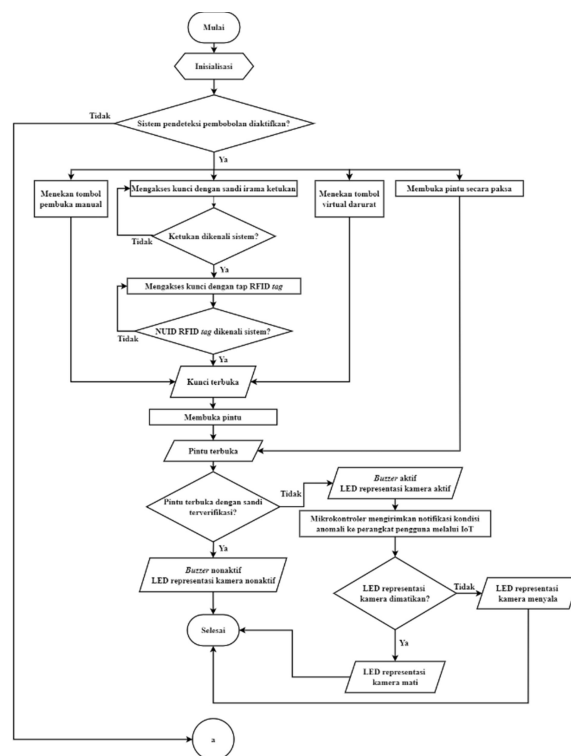 Mulai
Inisialisasi
Tidak
Sistem pendeteksi pembobolan diaktifkan?
Ya
Menekan tombol
pembuka manual
Mengakses kunci dengan sandi irama ketukan
Menekan tombol
virtual darurat
Membuka pintu secara paksa
Ketukan dikenali sistem?
Tidak
Ya
Mengakses kunci dengan tap RFID tag
NUID RFID tag dikenali sistem?
Tidak
Ya
Kunci terbuka
Membuka pintu
Pintu terbuka
Pintu terbuka dengan sandi
terverifikasi?
Tidak
Buzzer aktif
LED representasi kamera aktif
Mikrokontroler mengirimkan notifikasi kondisi
anomali ke perangkat pengguna melalui IoT
Ya
Buzzer nonaktif
LED representasi kamera nonaktif
LED representasi
kamera dimatikan?
Tidak
LED representasi
kamera menyala
Ya
Selesai
LED representasi
kamera mati
a